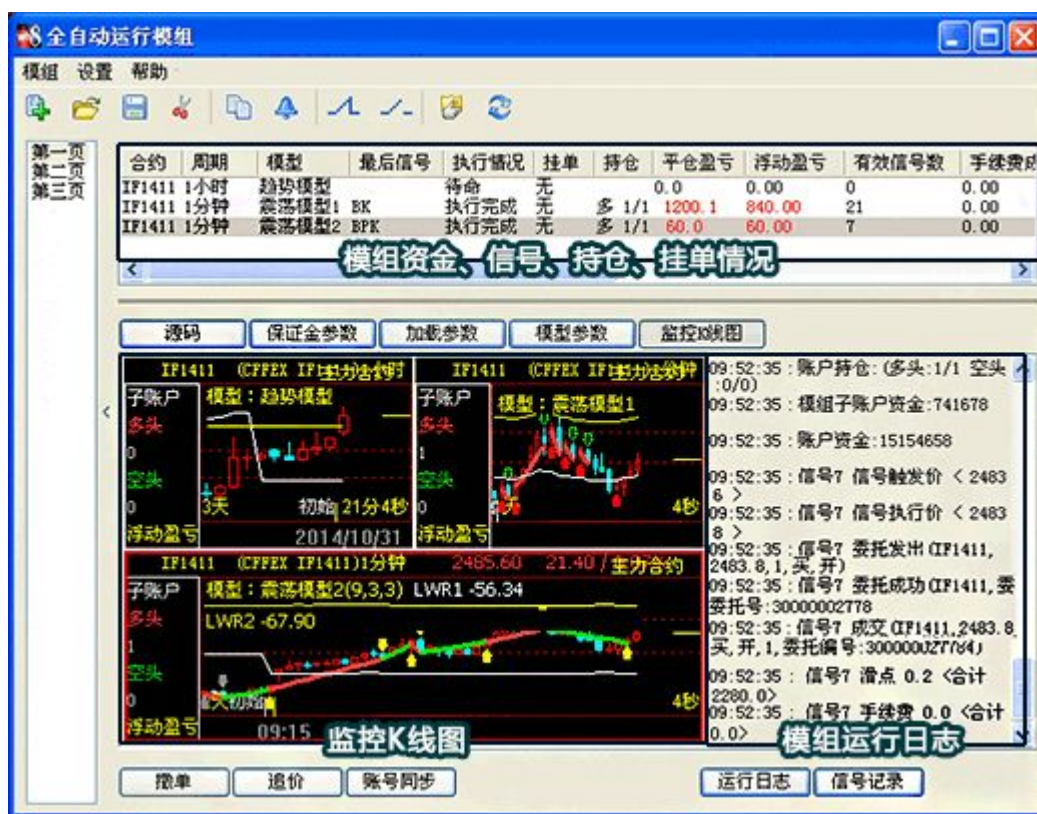 全自动运行模组
模组 设置 帮助
第一页
第二页
第三页
合约 周期 模型 最后信号 执行情况 挂单 持仓 平仓盈亏 浮动盈亏 有效信号数 手续费成
IF1411 1小时 趋势模型 待命 无 0.0 0.00 0 0.00
IF1411 1分钟 震荡模型1 BK 执行完成 无 多 1/1 1200.1 840.00 21 0.00
IF1411 1分钟 震荡模型2 BPK 执行完成 无 多 1/1 60.0 60.00 7 0.00
模组资金、信号、持仓、挂单情况
源码 保证金参数 加载参数 模型参数 监控K线图
IF1411 (CFFEX IF
子账户
多头
0
空头
0
浮动盈亏
模型：趋势模型
3天 初始 21分4秒
2014/10/31
IF1411 (CFFEX IF
子账户
多头
1
空头
0
浮动盈亏
模型：震荡模型1
4秒
IF1411 (CFFEX IF1411)1分钟 2485.60 21.40 / 主力合约
子账户
多头
1
空头
0
浮动盈亏
模型：震荡模型2(9,3,3) LWR1 -56.34
LWR2 -67.90
4秒
09:15
监控K线图
09:52:35：账户持仓：(多头:1/1 空头
:0/0)
09:52:35：模组子账户资金:741678
09:52:35：账户资金:15154658
09:52:35：信号7 信号触发价 < 2483
6 >
09:52:35：信号7 信号执行价 < 2483
8 >
09:52:35：信号7 委托发出(IF1411,
2483.8,1,买,开)
09:52:35：信号7 委托成功(IF1411,委
委托号:30000002778
09:52:35：信号7 成交(IF1411,2483.8
买,开,1,委托编号:300000027784)
09:52:35： 信号7 滑点 0.2 <合计
2280.0>
09:52:35： 信号7 手续费 0.0 <合计
0.0>
模组运行日志
撤单 追价 账号同步 运行日志 信号记录